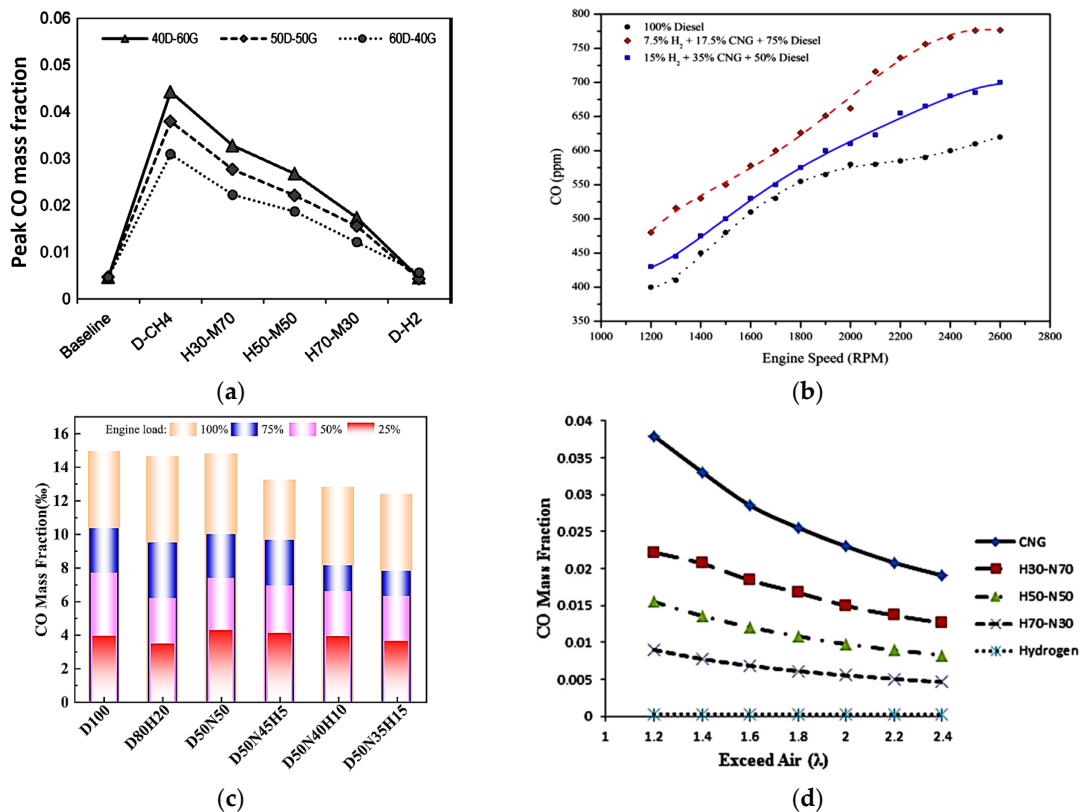 0.06
0.05
0.04
0.03
0.02
0.01
0
Peak CO mass fraction
40D-60G
50D-50G
60D-40G
Baseline
D-CH4
H30-M70
H50-M50
H70-M30
D-H2
(a)
800
750
700
650
600
550
500
450
400
350
CO (ppm)
100% Diesel
7.5% H₂ + 17.5% CNG + 75% Diesel
15% H₂ + 35% CNG + 50% Diesel
1000 1200 1400 1600 1800 2000 2200 2400 2600 2800
Engine Speed (RPM)
(b)
16
14
12
10
8
6
4
2
0
CO Mass Fraction(‰)
Engine load: 100% 75% 50% 25%
D100
D80H20
D50N50
D50N45H5
D50N40H10
D50N35H15
(c)
0.04
0.035
0.03
0.025
0.02
0.015
0.01
0.005
0
CO Mass Fraction
CNG
H30-N70
H50-N50
H70-N30
Hydrogen
1 1.2 1.4 1.6 1.8 2 2.2 2.4
Exceed Air (λ)
(d)